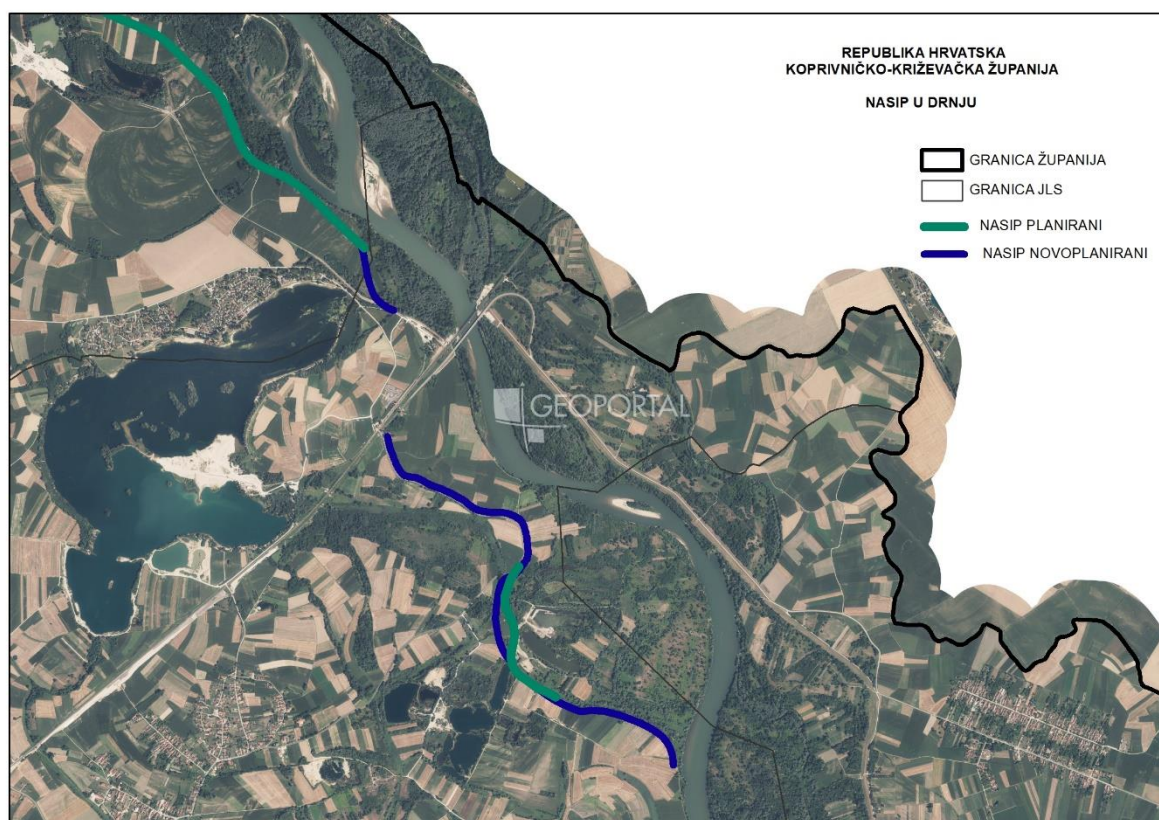 REPUBLIKA HRVATSKA
KOPRIVNIČKO-KRIŽEVAČKA ŽUPANIJA
NASIP U DRNJU
GRANICA ŽUPANIJA
GRANICA JLS
NASIP PLANIRANI
NASIP NOVOPLANIRANI
GEOPORTAL